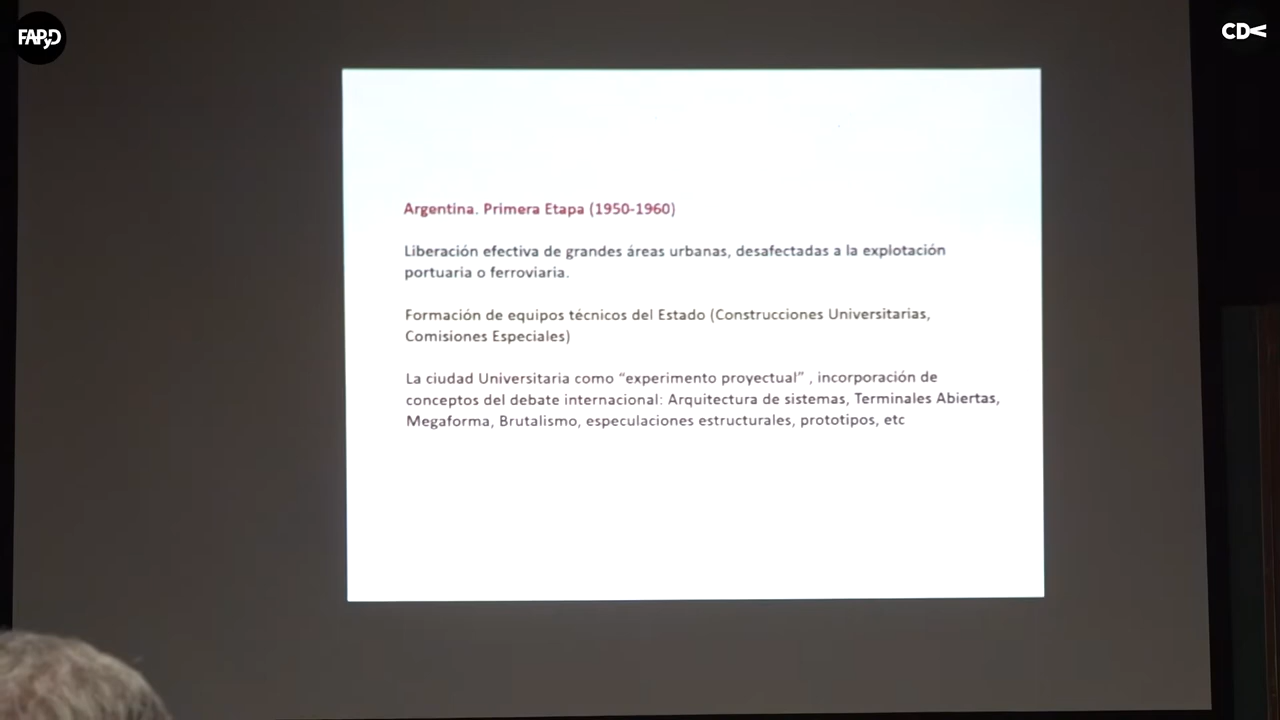 FAPyD
CDV
Argentina. Primera Etapa (1950-1960)
Liberación efectiva de grandes áreas urbanas, desafectadas a la explotación
portuaria o ferroviaria.
Formación de equipos técnicos del Estado (Construcciones Universitarias,
Comisiones Especiales)
La ciudad Universitaria como “experimento proyectual” , incorporación de
conceptos del debate internacional: Arquitectura de sistemas, Terminales Abiertas,
Megaforma, Brutalismo, especulaciones estructurales, prototipos, etc